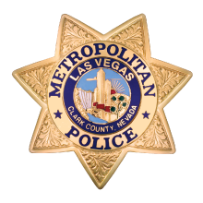 METROPOLITAN
LAS VEGAS
CLARK COUNTY, NEVADA
POLICE